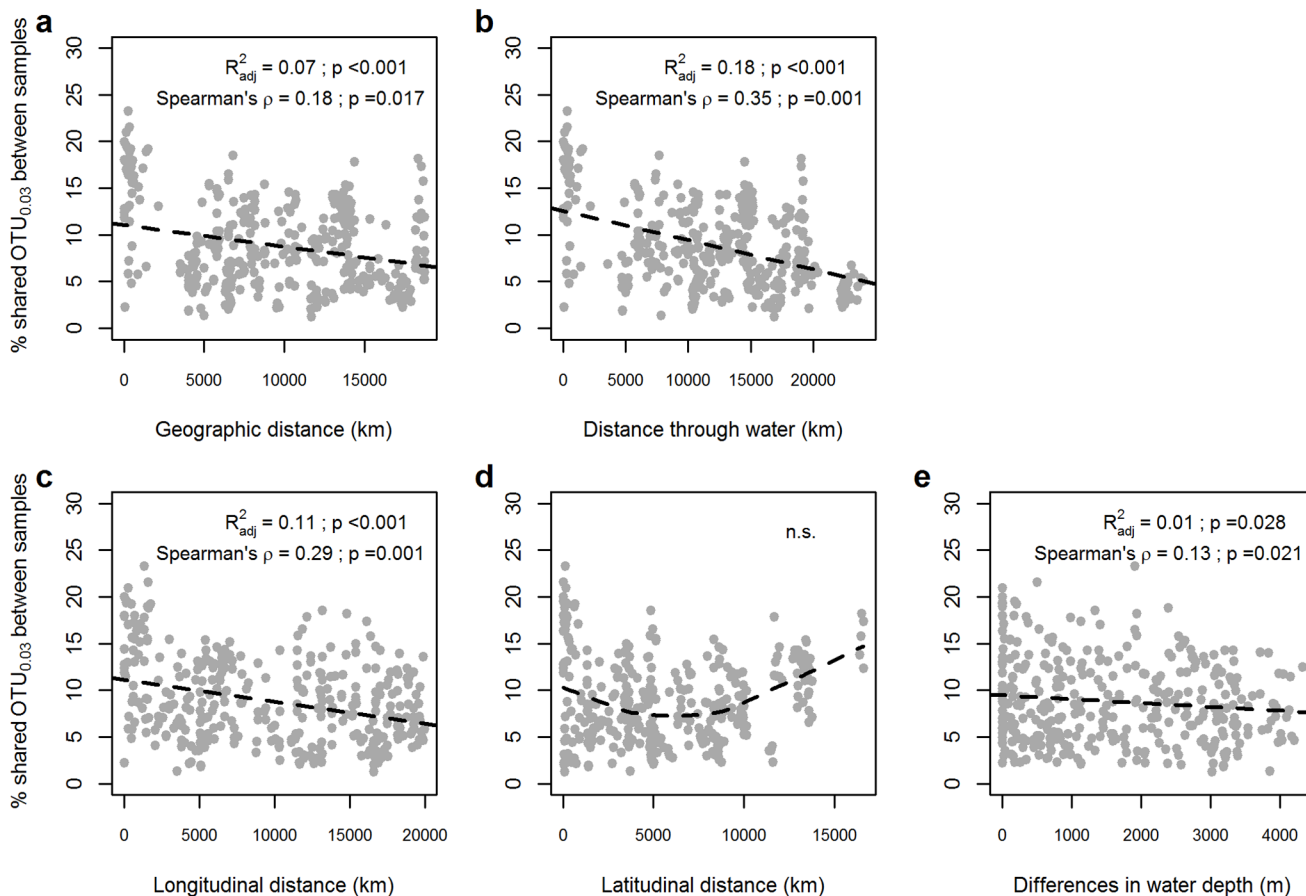 a
R²adj = 0.07 ; p <0.001
Spearman's ρ = 0.18 ; p =0.017
% shared OTU0.03 between samples
30
25
20
15
10
5
0
0 5000 10000 15000
Geographic distance (km)
b
R²adj = 0.18 ; p <0.001
Spearman's ρ = 0.35 ; p =0.001
30
25
20
15
10
5
0
0 5000 10000 15000 20000
Distance through water (km)
c
R²adj = 0.11 ; p <0.001
Spearman's ρ = 0.29 ; p =0.001
% shared OTU0.03 between samples
30
25
20
15
10
5
0
0 5000 10000 15000 20000
Longitudinal distance (km)
d
n.s.
30
25
20
15
10
5
0
0 5000 10000 15000
Latitudinal distance (km)
e
R²adj = 0.01 ; p =0.028
Spearman's ρ = 0.13 ; p =0.021
30
25
20
15
10
5
0
0 1000 2000 3000 4000
Differences in water depth (m)